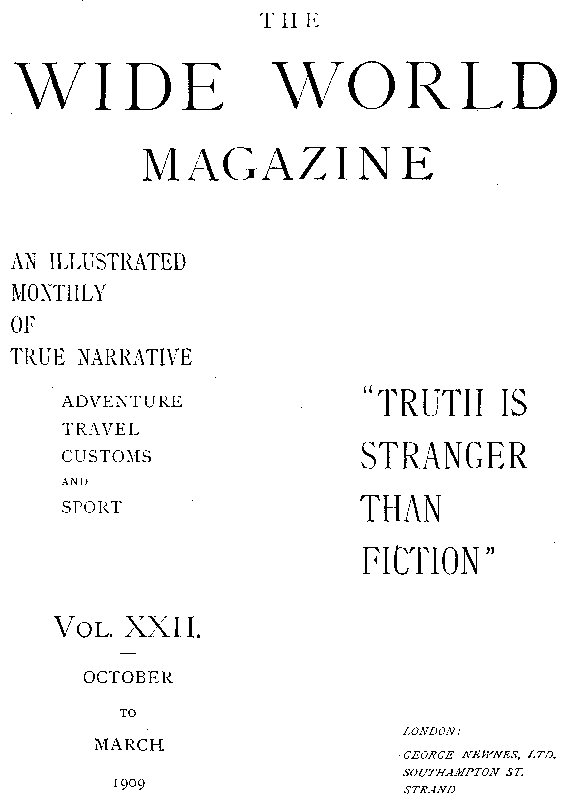 THE
WIDE WORLD
MAGAZINE
AN ILLUSTRATED
MONTHLY
OF
TRUE NARRATIVE
ADVENTURE
TRAVEL
CUSTOMS
AND
SPORT
"TRUTH IS
STRANGER
THAN
FICTION"
VOL. XXII.
OCTOBER
TO
MARCH
1909
LONDON:
GEORGE NEWNES, LTD.
SOUTHAMPTON ST.
STRAND